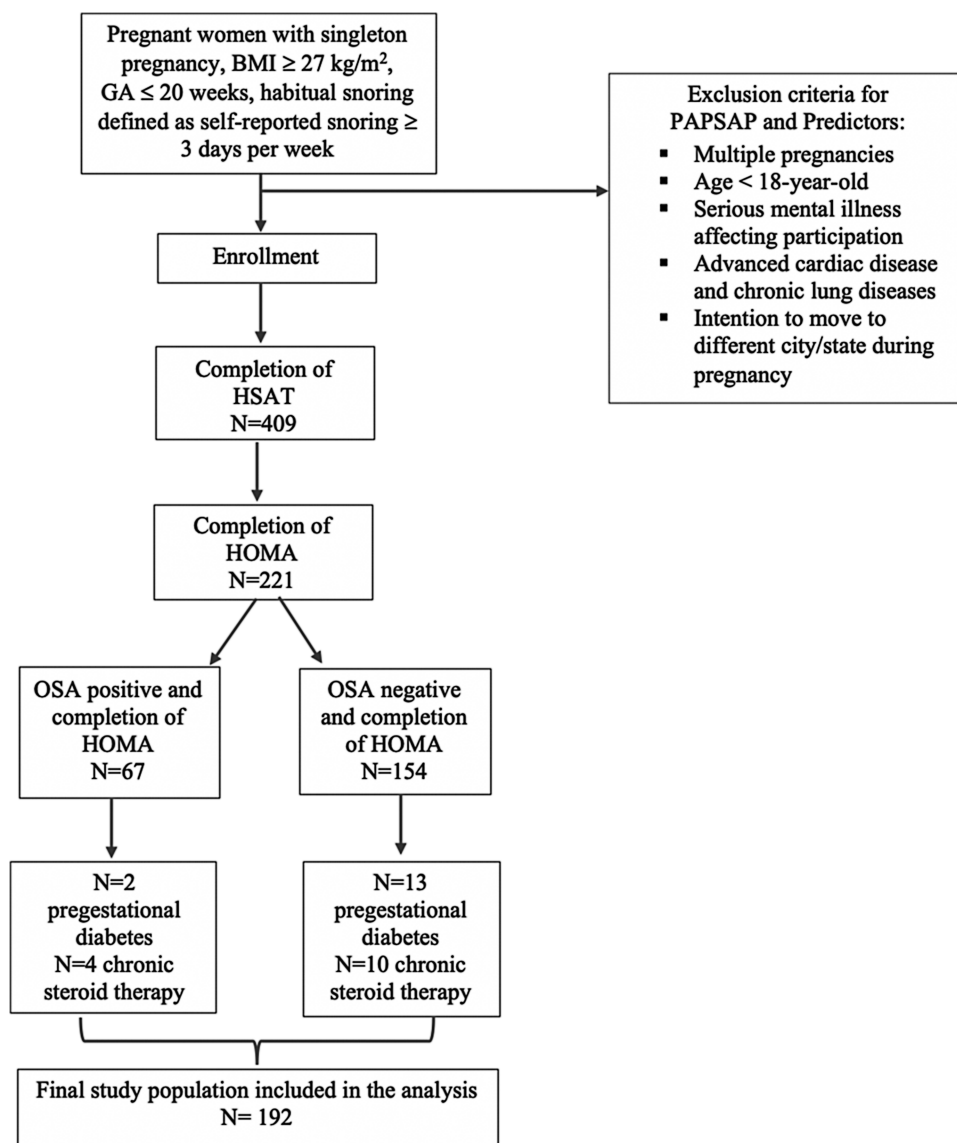 Pregnant women with singleton
pregnancy, BMI ≥ 27 kg/m²,
GA ≤ 20 weeks, habitual snoring
defined as self-reported snoring ≥
3 days per week
Exclusion criteria for
PAPSAP and Predictors:
▪ Multiple pregnancies
▪ Age < 18-year-old
▪ Serious mental illness
affecting participation
▪ Advanced cardiac disease
and chronic lung diseases
▪ Intention to move to
different city/state during
pregnancy
Enrollment
Completion of
HSAT
N=409
Completion of
HOMA
N=221
OSA positive and
completion of
HOMA
N=67
OSA negative
and completion
of HOMA
N=154
N=2
pregestational
diabetes
N=4 chronic
steroid therapy
N=13
pregestational
diabetes
N=10 chronic
steroid therapy
Final study population included in the analysis
N= 192